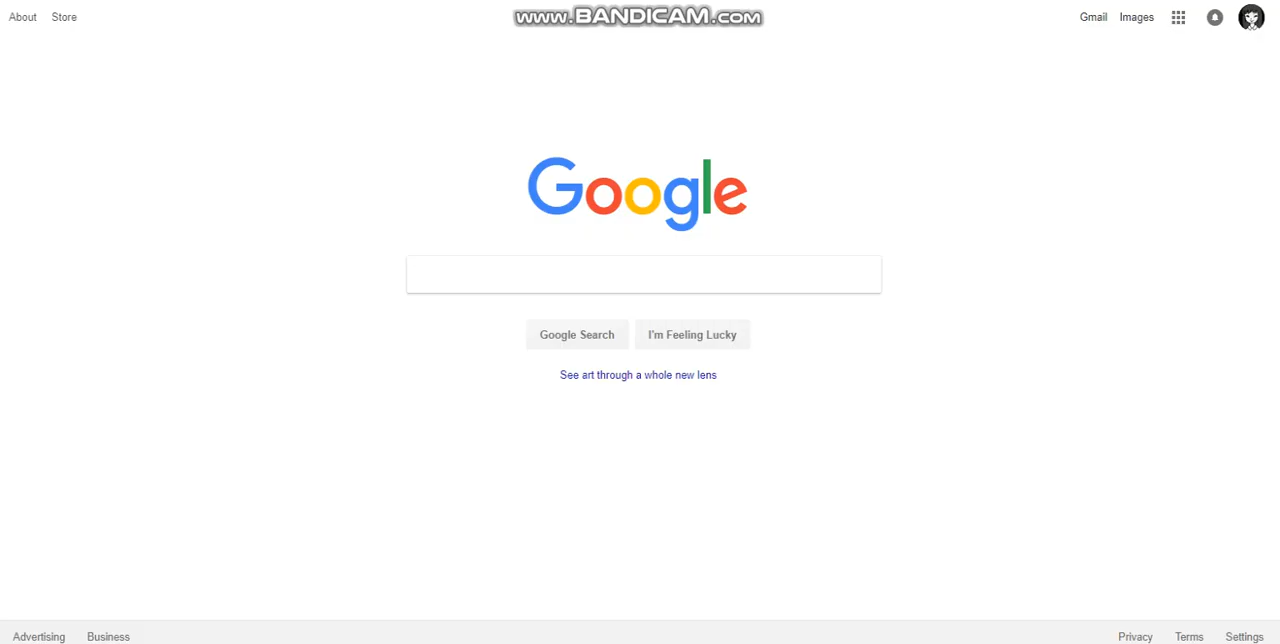 About Store www.BANDICAM.com Gmail Images
Google
Google Search I'm Feeling Lucky
See art through a whole new lens
Advertising Business Privacy Terms Settings